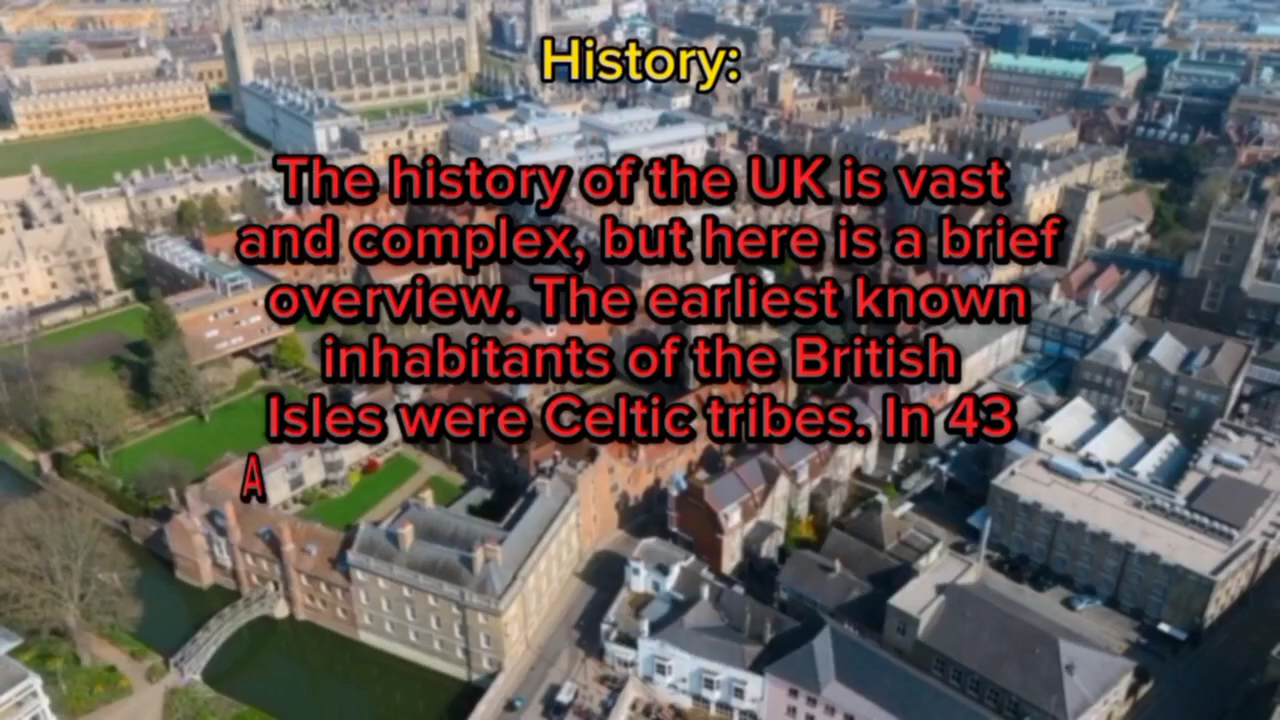 History:
The history of the UK is vast
and complex, but here is a brief
overview. The earliest known
inhabitants of the British
Isles were Celtic tribes. In 43
A